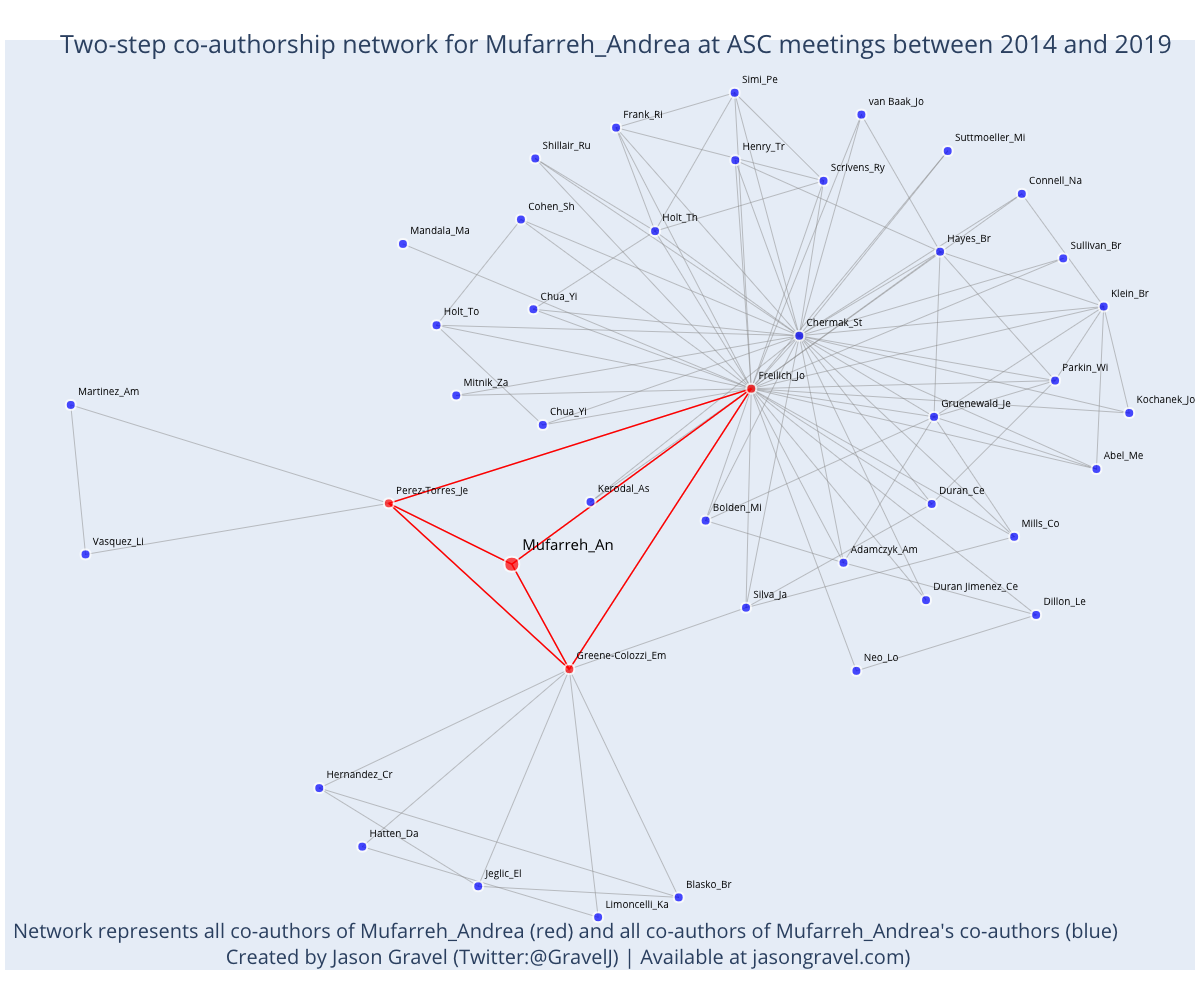 Two-step co-authorship network for Mufarreh_Andrea at ASC meetings between 2014 and 2019
Simi_Pe
van Baak_Jo
Frank_Ri
Suttmoeller_Mi
Shillair_Ru
Henry_Tr
Scrivens_Ry
Connell_Na
Cohen_Sh
Holt_Th
Mandala_Ma
Hayes_Br
Sullivan_Br
Chua_Yi
Klein_Br
Holt_To
Chermak_St
Parkin_Wi
Freilich_Jo
Mitnik_Za
Martinez_Am
Kochanek_Jo
Gruenewald_Je
Chua_Yi
Abel_Me
Perez-Torres_Je
Kerodal_As
Duran_Ce
Bolden_Mi
Mills_Co
Vasquez_Li
Mufarreh_An
Adamczyk_Am
Duran Jimenez_Ce
Silva_Ja
Dillon_Le
Greene-Colozzi_Em
Neo_Lo
Hernandez_Cr
Hatten_Da
Jeglic_El
Blasko_Br
Limoncelli_Ka
Network represents all co-authors of Mufarreh_Andrea (red) and all co-authors of Mufarreh_Andrea's co-authors (blue)
Created by Jason Gravel (Twitter:@GravelJ) | Available at jasongravel.com)